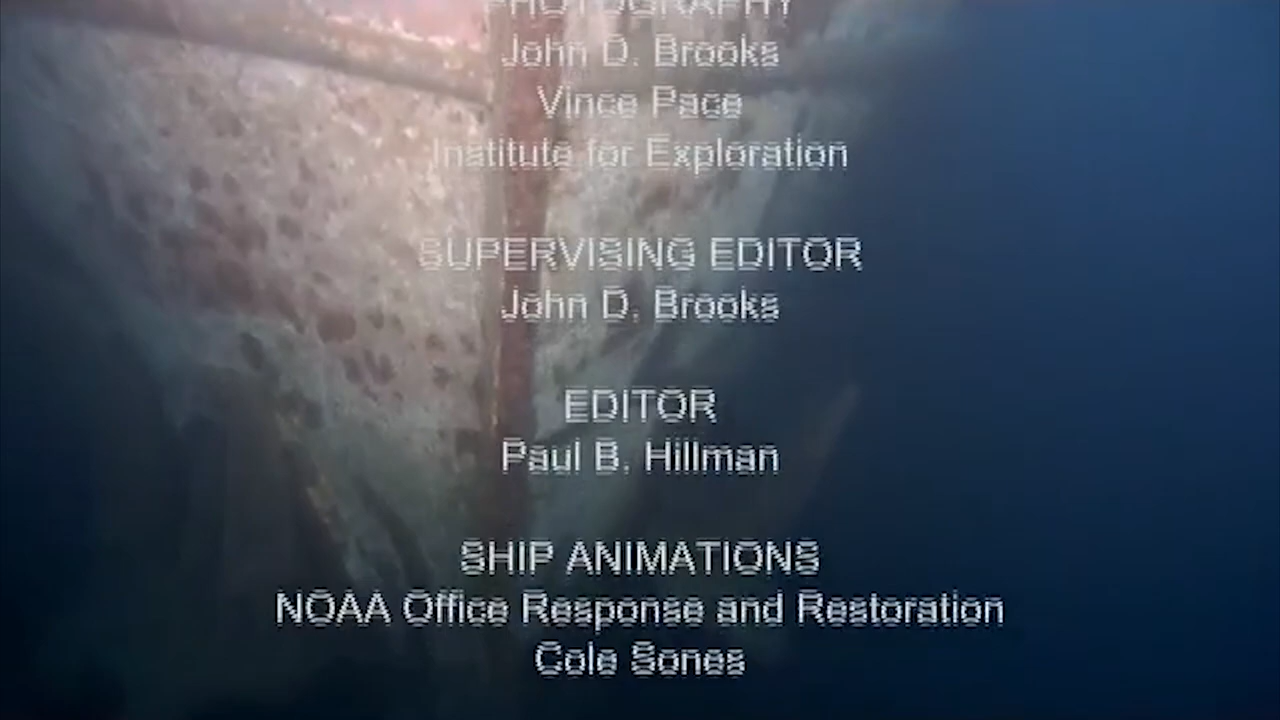 PHOTOGRAPHY
John D. Brooks
Vince Pace
Institute for Exploration
SUPERVISING EDITOR
John D. Brooks
EDITOR
Paul B. Hillman
SHIP ANIMATIONS
NOAA Office Response and Restoration
Cole Sones